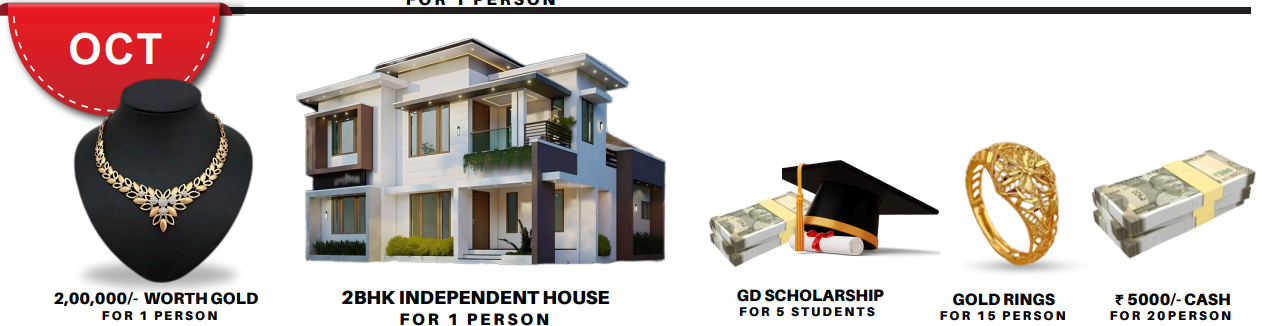 FOR 1 PERSON
OCT
2,00,000/- WORTH GOLD
FOR 1 PERSON
2BHK INDEPENDENT HOUSE
FOR 1 PERSON
GD SCHOLARSHIP
FOR 5 STUDENTS
GOLD RINGS
FOR 15 PERSON
₹ 5000/- CASH
FOR 20PERSON